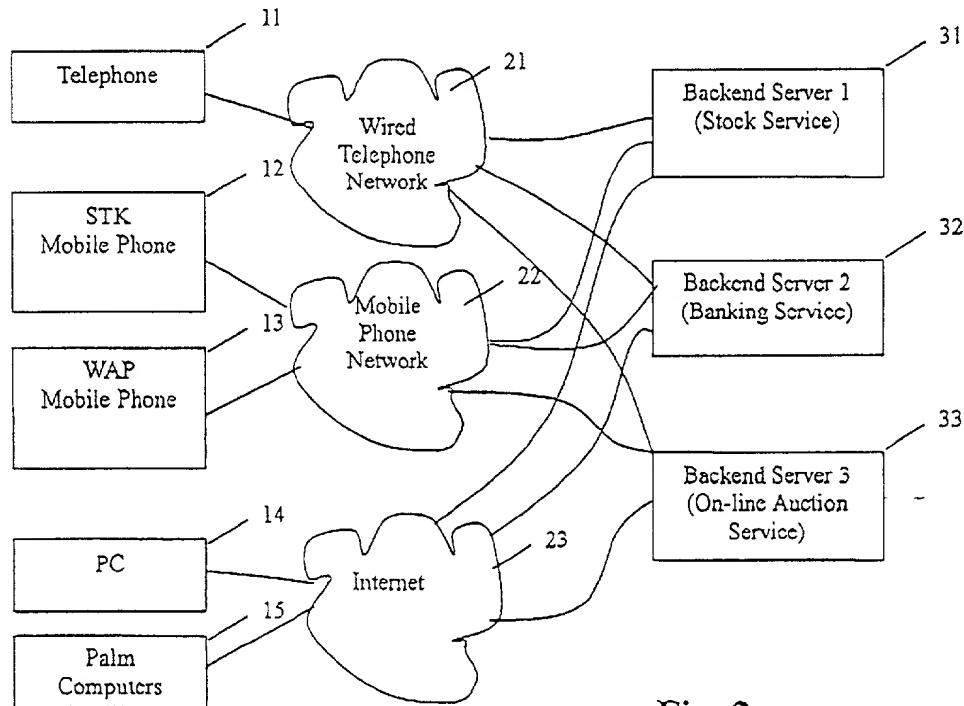 11
Telephone
12
STK
Mobile Phone
13
WAP
Mobile Phone
14
PC
15
Palm
Computers
21
Wired
Telephone
Network
22
Mobile
Phone
Network
23
Internet
31
Backend Server 1
(Stock Service)
32
Backend Server 2
(Banking Service)
33
Backend Server 3
(On-line Auction
Service)